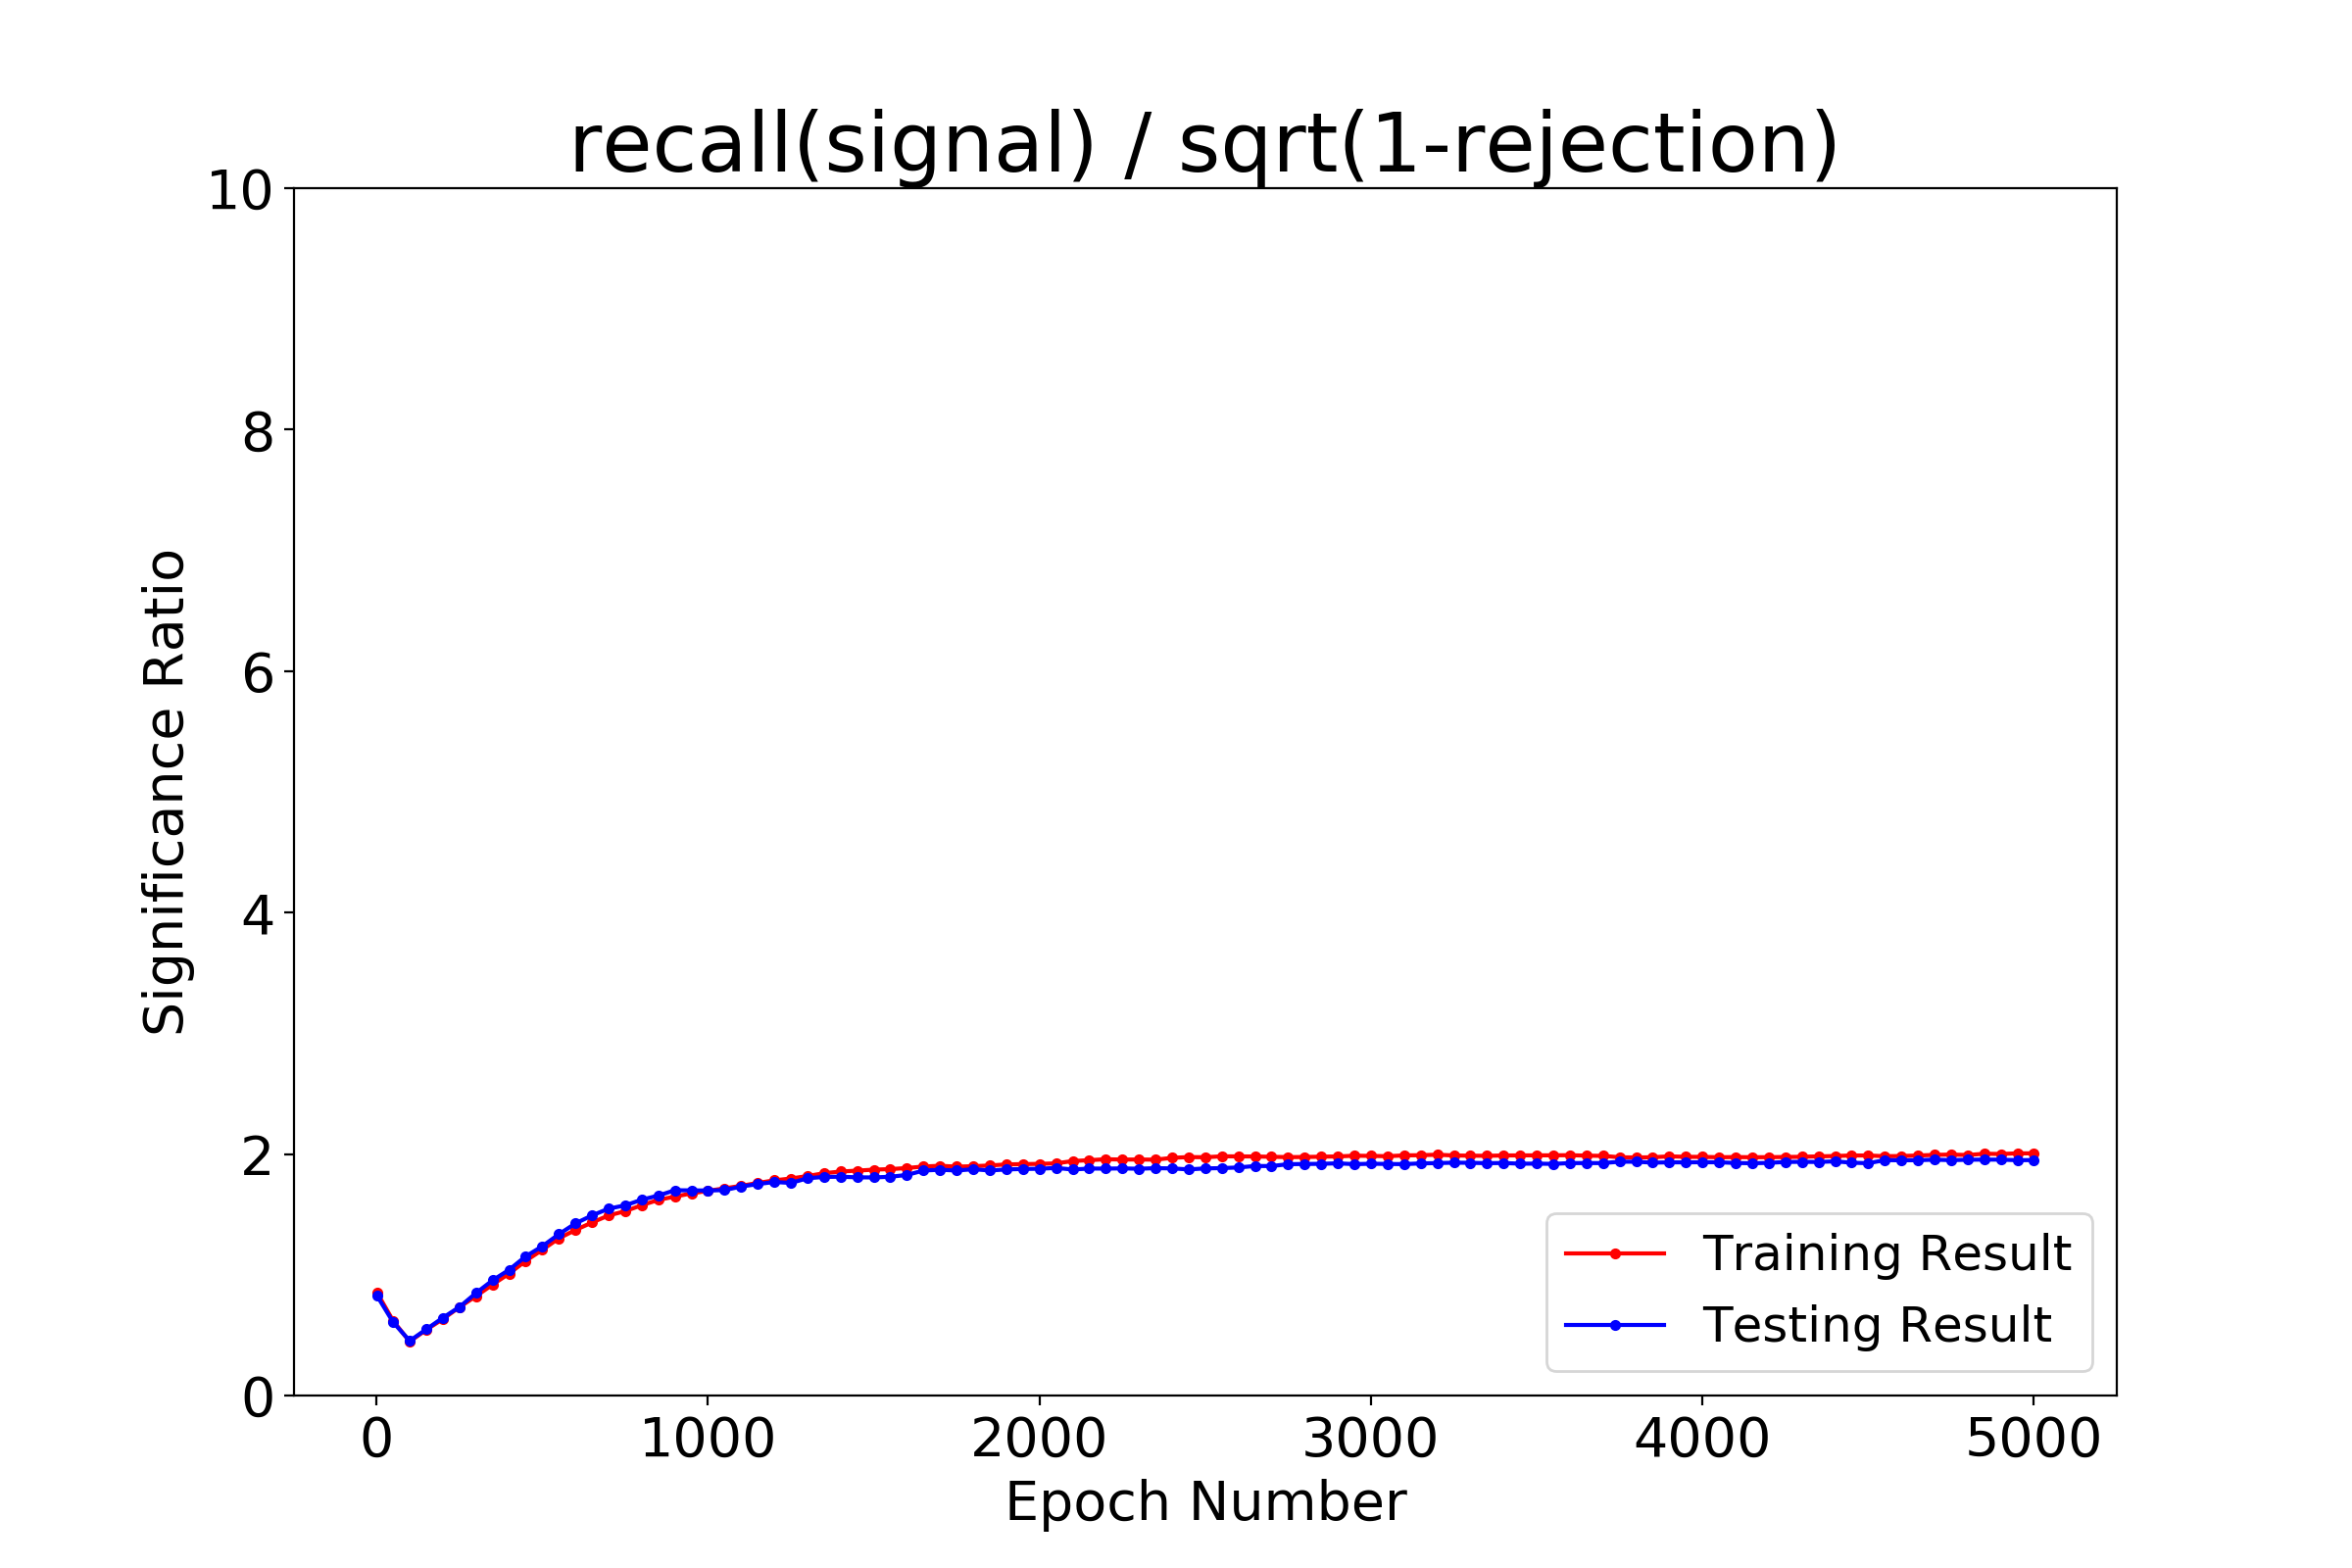 recall(signal) / sqrt(1-rejection)
10
8
6
4
2
0
Significance Ratio
0 1000 2000 3000 4000 5000
Epoch Number
Training Result
Testing Result